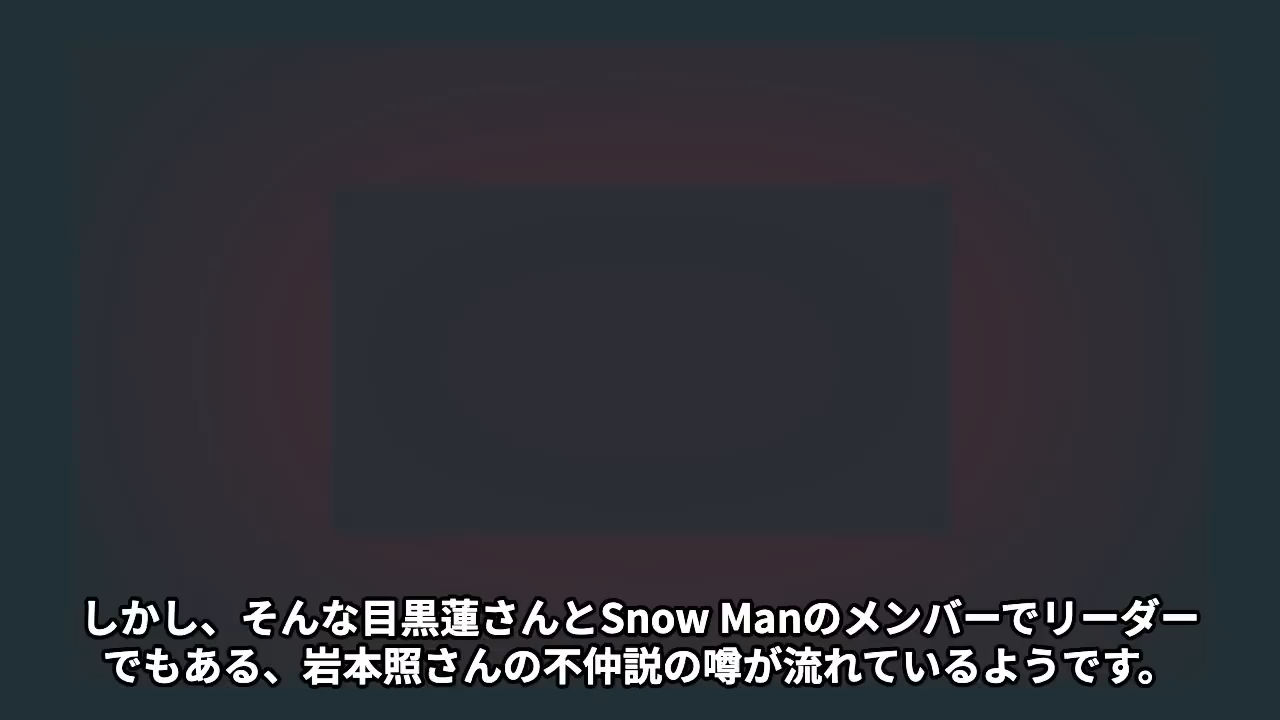 しかし、そんな目黒蓮さんとSnow Manのメンバーでリーダー
でもある、岩本照さんの不仲説の噂が流れているようです。